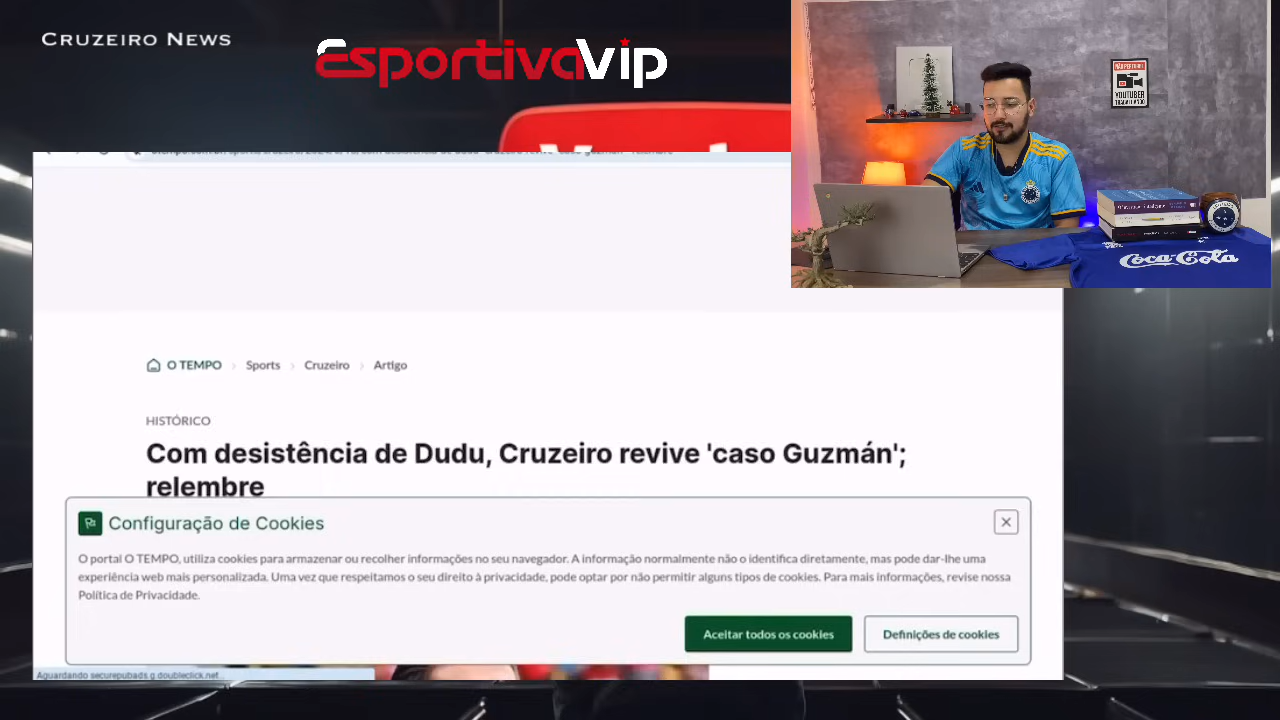 CRUZEIRO NEWS
EsportivaVip
NÃO PERTURBE
YOUTUBER
TRABALHANDO
Coca-Cola
O TEMPO > Sports > Cruzeiro > Artigo
HISTÓRICO
Com desistência de Dudu, Cruzeiro revive 'caso Guzmán';
relembre
Configuração de Cookies
O portal O TEMPO, utiliza cookies para armazenar ou recolher informações no seu navegador. A informação normalmente não o identifica diretamente, mas pode dar-lhe uma
experiência web mais personalizada. Uma vez que respeitamos o seu direito à privacidade, pode optar por não permitir alguns tipos de cookies. Para mais informações, revise nossa
Política de Privacidade.
Aceitar todos os cookies
Definições de cookies
Aguardando securepubads.g.doubleclick.net...